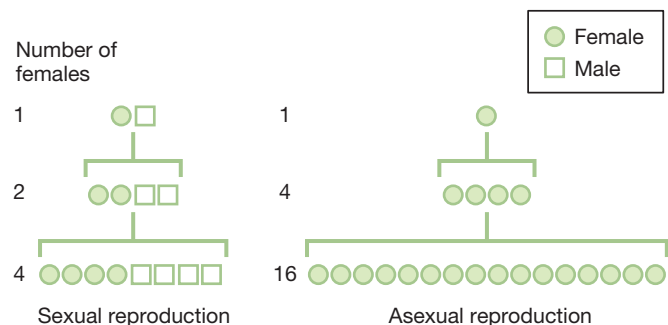 Number of
females
Female
Male
1
2
4
Sexual reproduction
1
4
16
Asexual reproduction